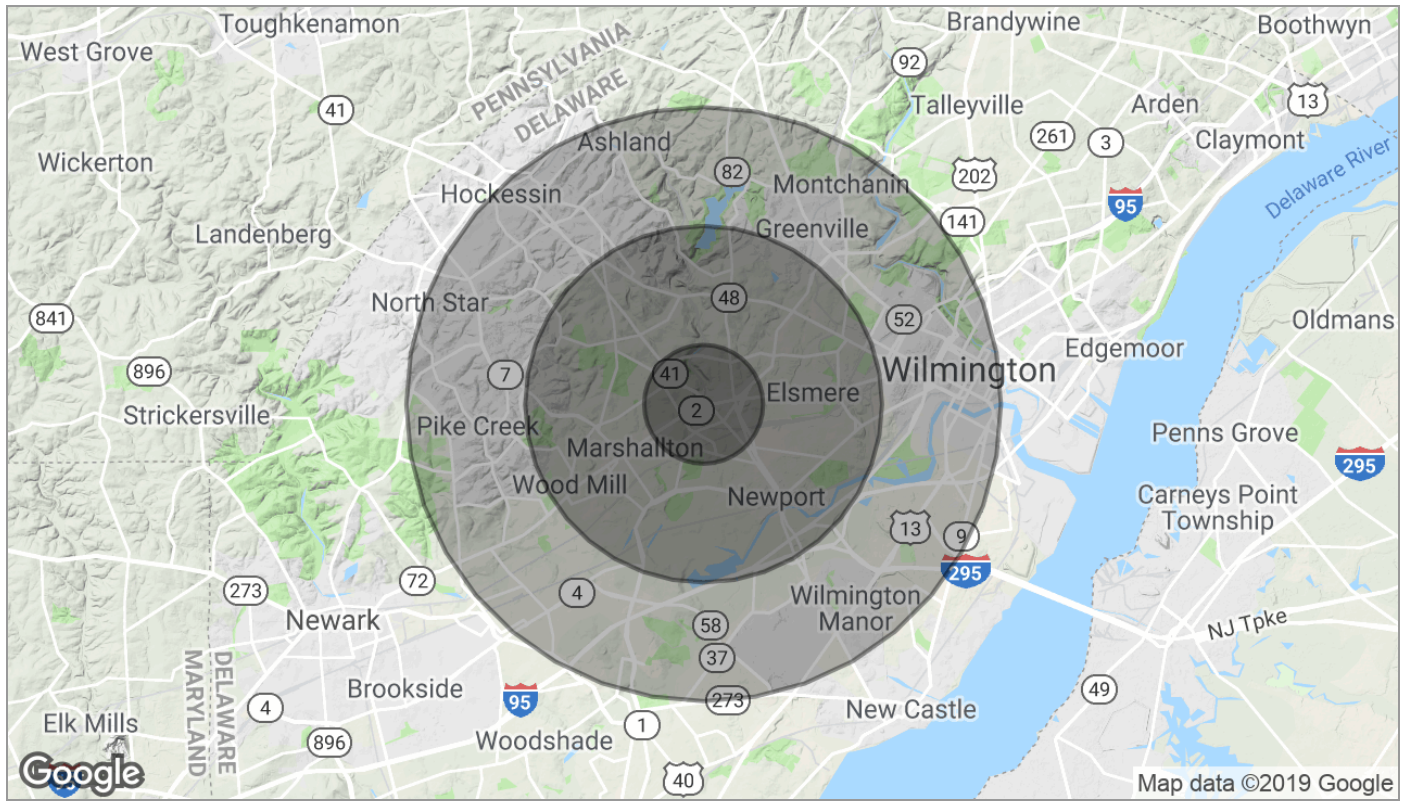 Toughkenamon
Brandywine
Boothwyn
West Grove
92
PENNSYLVANIA
DELAWARE
41
Talleyville
Arden
13
261
3
Claymont
Ashland
Wickerton
82
Montchanin
202
Delaware River
Hockessin
95
141
Landenberg
Greenville
North Star
48
841
52
Oldmans
Edgemoor
896
7
41
Wilmington
Elsmere
2
Strickersville
Pike Creek
Penns Grove
Marshallton
295
Wood Mill
Newport
Carneys Point
Township
13
9
295
72
273
4
Wilmington
Manor
Newark
58
NJ Tpke
37
DELAWARE
MARYLAND
Brookside
95
273
49
4
New Castle
Elk Mills
1
896
Woodshade
40
Google
Map data ©2019 Google